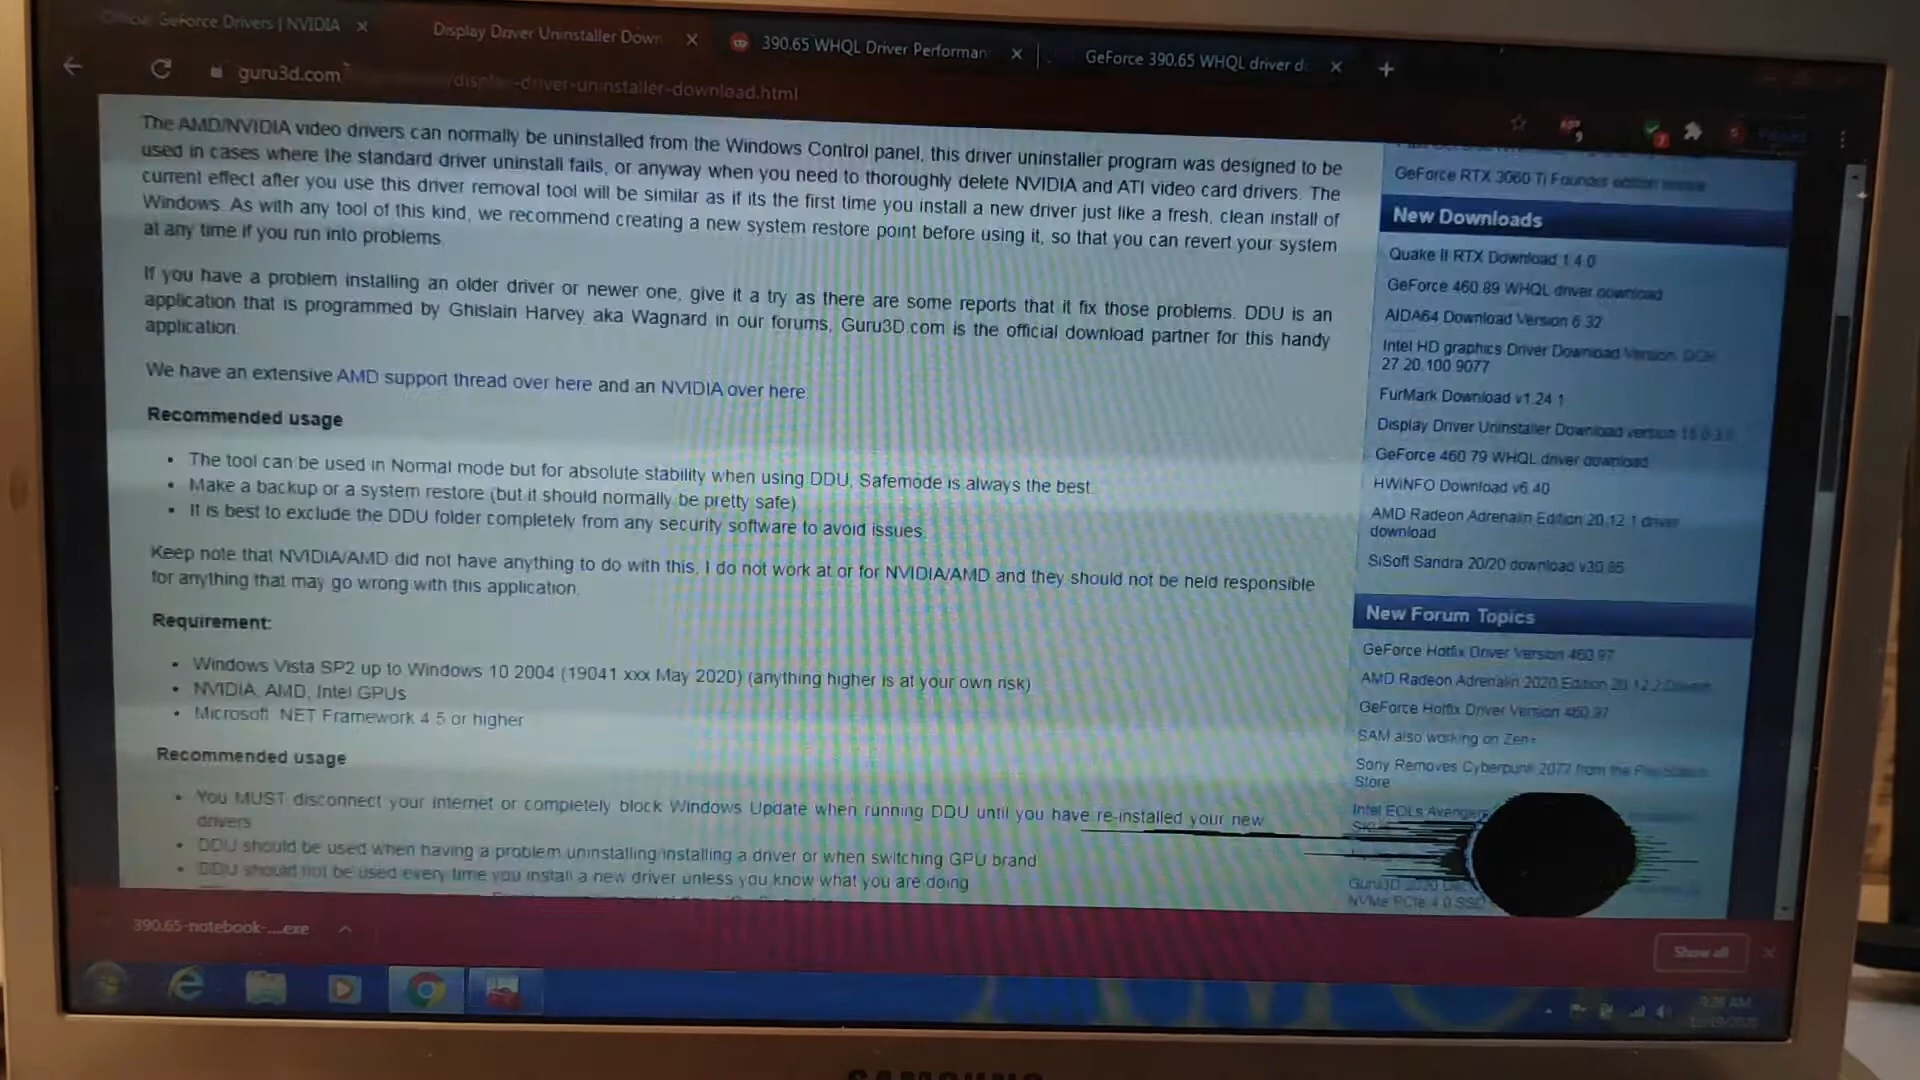 GeForce Drivers | NVIDIA
Display Driver Uninstaller Down
390.65 WHQL Driver Performan
GeForce 390.65 WHQL driver d
guru3d.com
-driver-uninstaller-download.html
The AMD/NVIDIA video drivers can normally be uninstalled from the Windows Control panel, this driver uninstaller program was designed to be
used in cases where the standard driver uninstall fails, or anyway when you need to thoroughly delete NVIDIA and ATI video card drivers. The
current effect after you use this driver removal tool will be similar as if its the first time you install a new driver just like a fresh, clean install of
Windows. As with any tool of this kind, we recommend creating a new system restore point before using it, so that you can revert your system
at any time if you run into problems.
If you have a problem installing an older driver or newer one, give it a try as there are some reports that it fix those problems. DDU is an
application that is programmed by Ghislain Harvey aka Wagnard in our forums, Guru3D.com is the official download partner for this handy
application.
We have an extensive AMD support thread over here and an NVIDIA over here.
Recommended usage
• The tool can be used in Normal mode but for absolute stability when using DDU, Safemode is always the best.
• Make a backup or a system restore (but it should normally be pretty safe).
• It is best to exclude the DDU folder completely from any security software to avoid issues.
Keep note that NVIDIA/AMD did not have anything to do with this, I do not work at or for NVIDIA/AMD and they should not be held responsible
for anything that may go wrong with this application.
Requirement:
• Windows Vista SP2 up to Windows 10 2004 (19041.xxx May 2020) (anything higher is at your own risk)
• NVIDIA, AMD, Intel GPUs
• Microsoft .NET Framework 4.5 or higher
Recommended usage
• You MUST disconnect your internet or completely block Windows Update when running DDU until you have re-installed your new
drivers
• DDU should be used when having a problem uninstalling/installing a driver or when switching GPU brand
• DDU should not be used every time you install a new driver unless you know what you are doing
GeForce RTX 3060 Ti Founder edition review
New Downloads
Quake II RTX Download 1.4.0
GeForce 460.89 WHQL driver download
AIDA64 Download Version 6.32
Intel HD graphics Driver Download Version: DCH
27.20.100.9077
FurMark Download v1.24.1
Display Driver Uninstaller Download version
GeForce 460.79 WHQL driver download
HWiNFO Download v6.40
AMD Radeon Adrenalin Edition 20.12.1 driver
download
SiSoft Sandra 20/20 download v30.85
New Forum Topics
GeForce Hotfix Driver Version 460.97
AMD Radeon Adrenalin 2020 Edition 20.12.2
GeForce Hotfix Driver Version 460.97
SAM also working on Zen+
Sony Removes Cyberpunk 2077 from the PlayStation
Store
Intel EOLs
Guru3D 2020
NVMe PCIe 4.0 SSD
390.65-notebook-....exe
Show all
9:26 AM
SAMSUNG